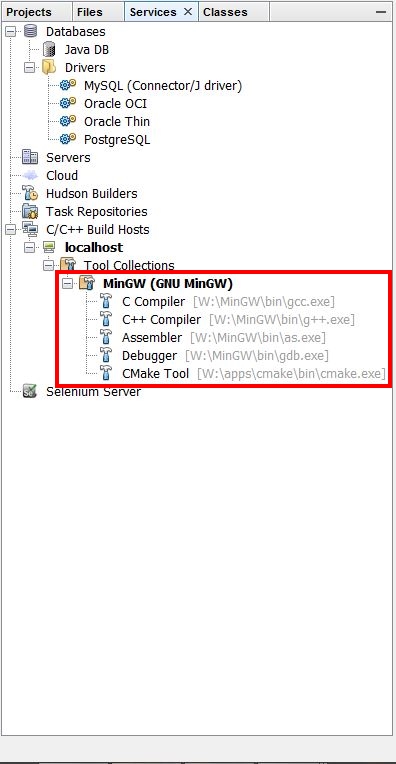 Projects Files Services × Classes
Databases
Java DB
Drivers
MySQL (Connector/J driver)
Oracle OCI
Oracle Thin
PostgreSQL
Servers
Cloud
Hudson Builders
Task Repositories
C/C++ Build Hosts
localhost
Tool Collections
MinGW (GNU MinGW)
C Compiler [W:\MinGW\bin\gcc.exe]
C++ Compiler [W:\MinGW\bin\g++.exe]
Assembler [W:\MinGW\bin\as.exe]
Debugger [W:\MinGW\bin\gdb.exe]
CMake Tool [W:\apps\cmake\bin\cmake.exe]
Selenium Server